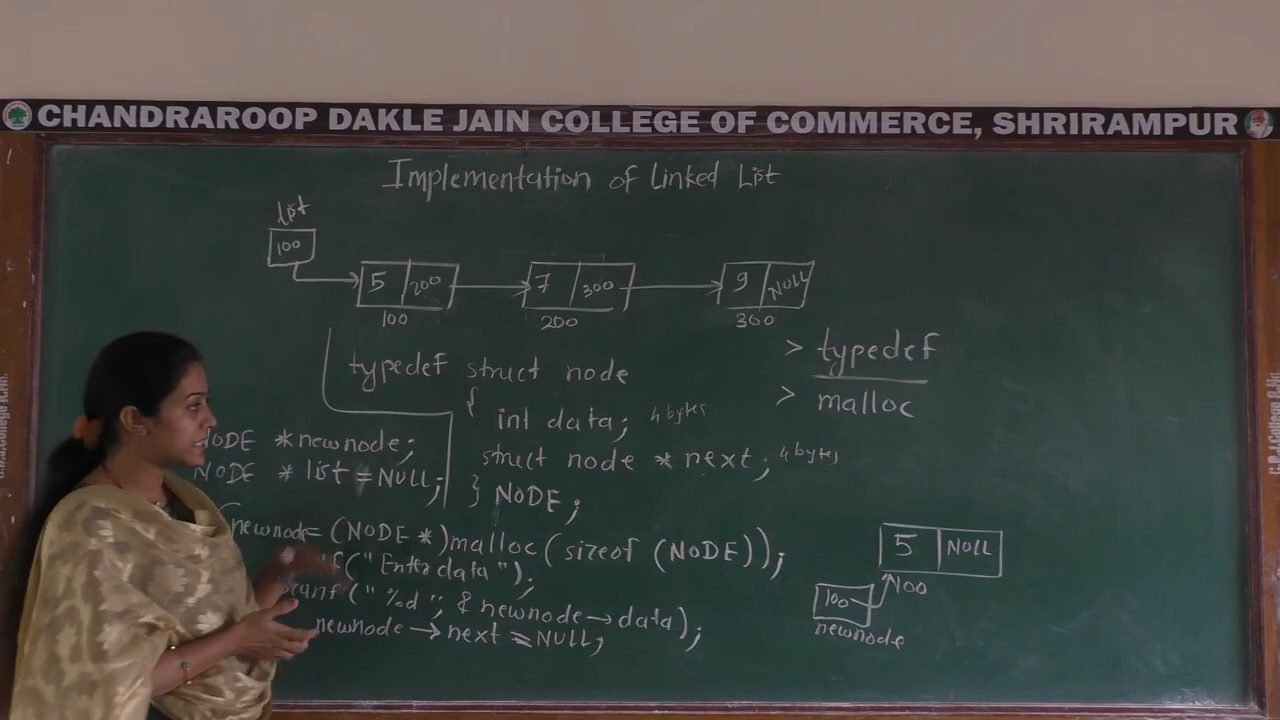 CHANDRAROOP DAKLE JAIN COLLEGE OF COMMERCE, SHRIRAMPUR
Implementation of Linked List
list
100
5 200
7 300
9 NULL
100
200
300
> typedef
> malloc
typedef struct node
{
int data; 4 bytes
struct node * next; 4 bytes
} NODE;
NODE *newnode;
NODE * list = NULL;
newnode= (NODE *)malloc(sizeof (NODE));
f("Enter data");
scanf("%d", & newnode→data);
newnode→next = NULL;
5 NULL
100
100
newnode